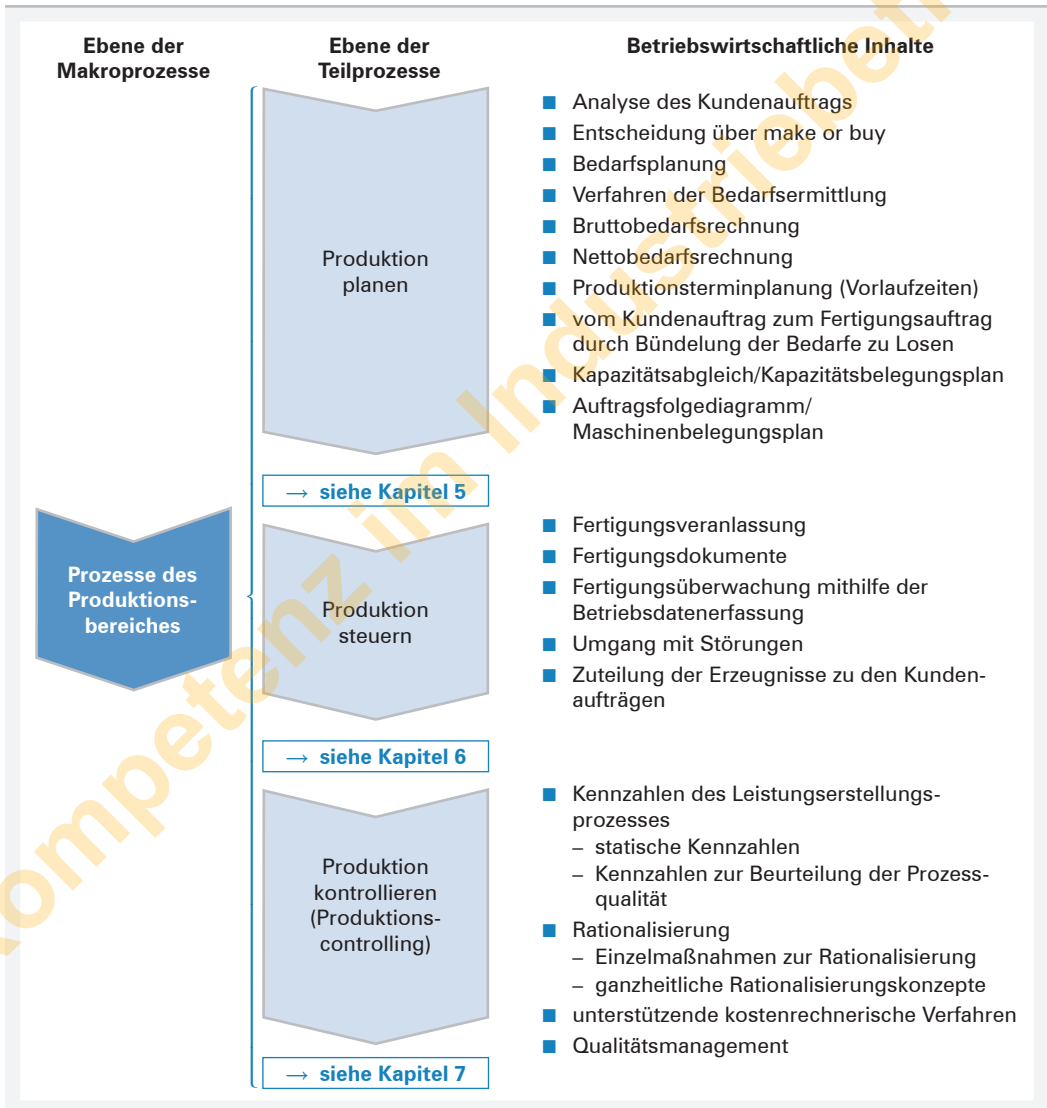 Ebene der
Makroprozesse
Ebene der
Teilprozesse
Betriebswirtschaftliche Inhalte
Prozesse des
Produktions-
bereiches
Produktion
planen
■ Analyse des Kundenauftrags
■ Entscheidung über make or buy
■ Bedarfsplanung
■ Verfahren der Bedarfsermittlung
■ Bruttobedarfsrechnung
■ Nettobedarfsrechnung
■ Produktionsterminplanung (Vorlaufzeiten)
■ vom Kundenauftrag zum Fertigungsauftrag
durch Bündelung der Bedarfe zu Losen
■ Kapazitätsabgleich/Kapazitätsbelegungsplan
■ Auftragsfolgediagramm/
Maschinenbelegungsplan
→ siehe Kapitel 5
Produktion
steuern
■ Fertigungsveranlassung
■ Fertigungsdokumente
■ Fertigungsüberwachung mithilfe der
Betriebsdatenerfassung
■ Umgang mit Störungen
■ Zuteilung der Erzeugnisse zu den Kunden-
aufträgen
→ siehe Kapitel 6
Produktion
kontrollieren
(Produktions-
controlling)
■ Kennzahlen des Leistungserstellungs-
prozesses
– statische Kennzahlen
– Kennzahlen zur Beurteilung der Prozess-
qualität
■ Rationalisierung
– Einzelmaßnahmen zur Rationalisierung
– ganzheitliche Rationalisierungskonzepte
■ unterstützende kostenrechnerische Verfahren
■ Qualitätsmanagement
→ siehe Kapitel 7
kompetenz im Industriebetrie